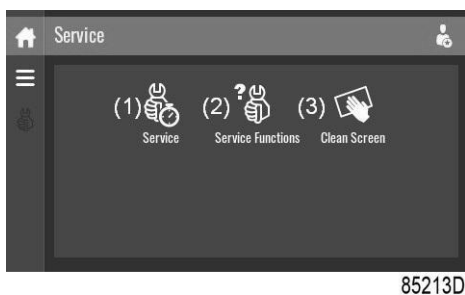 Service
(1) (2) ? (3)
Service Service Functions Clean Screen
85213D